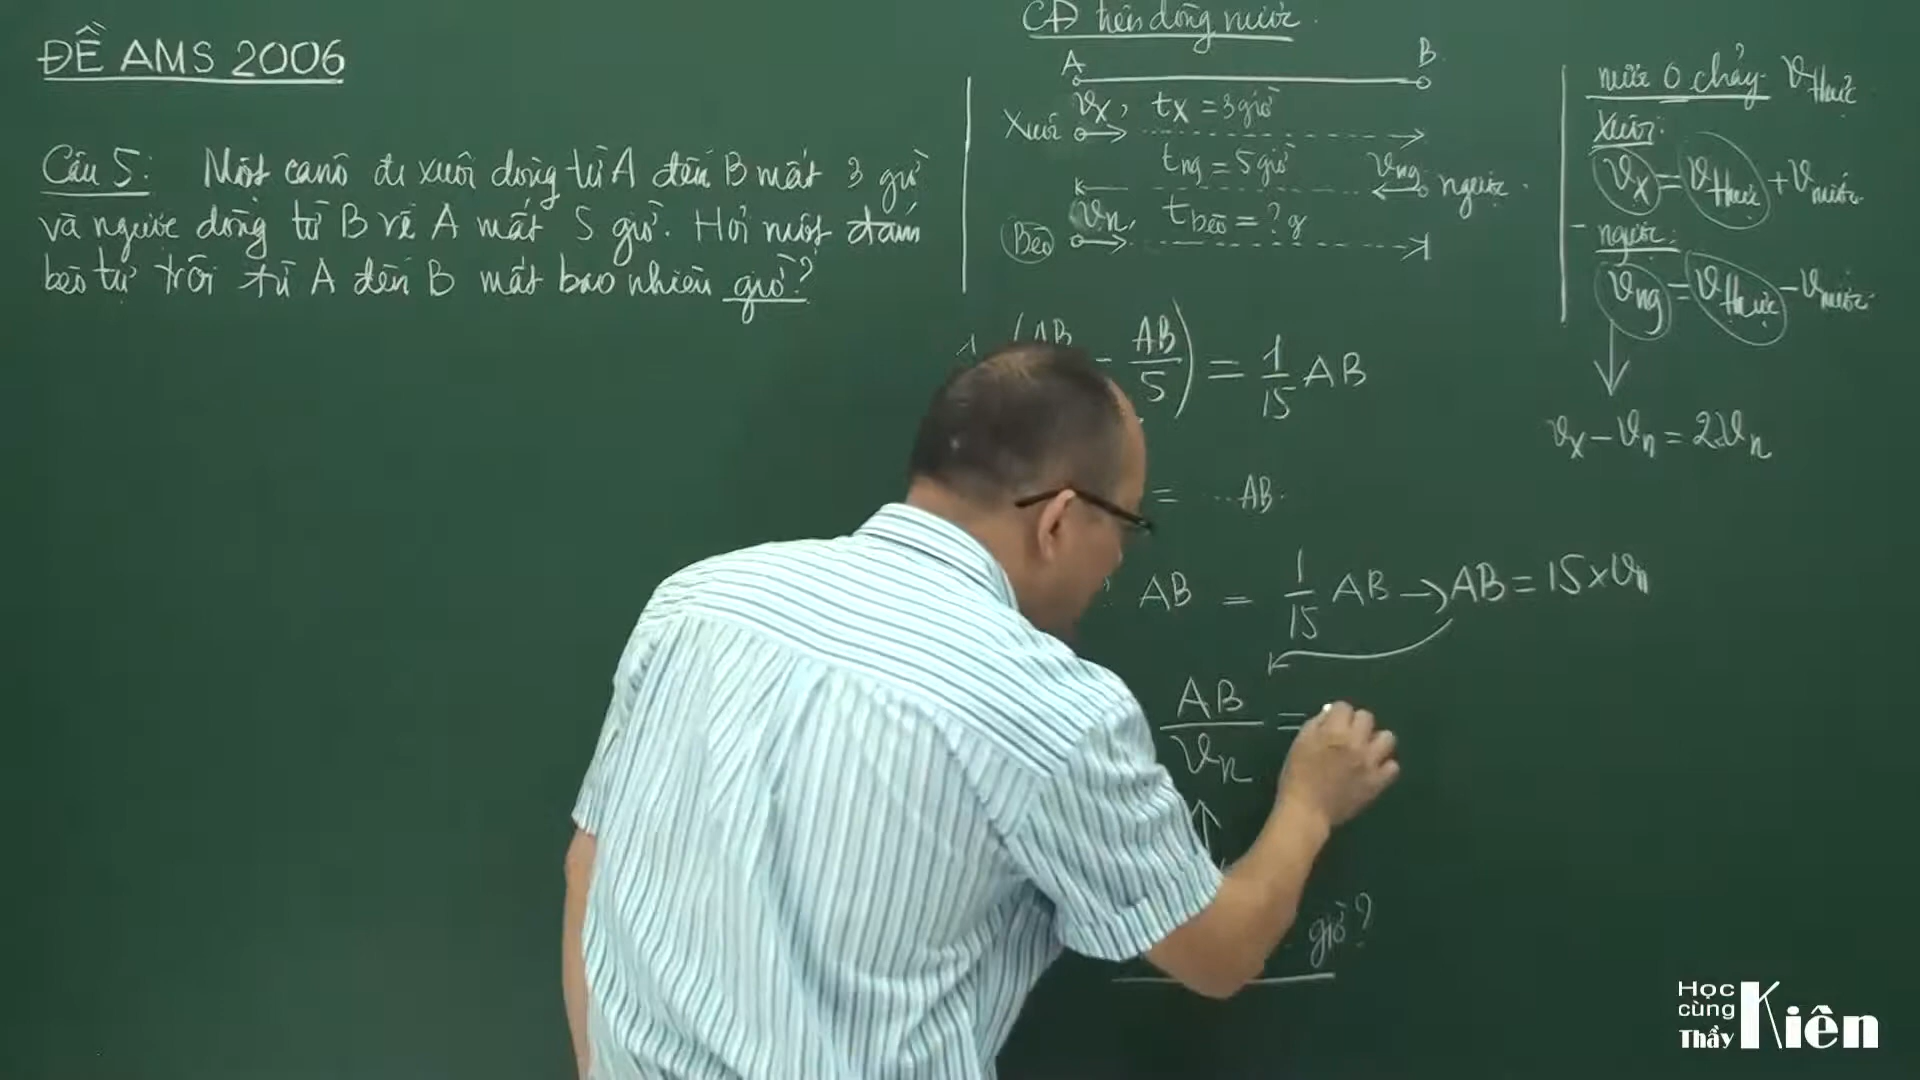 ĐỀ AMS 2006
Câu 5: Một canô đi xuôi dòng từ A đến B mất 3 giờ
và ngược dòng từ B về A mất 5 giờ. Hỏi một đám
bèo tự trôi từ A đến B mất bao nhiêu giờ?
CĐ trên dòng nước.
A B
Vx, tx = 3 giờ
Xuôi
tng = 5 giờ Vng ngược
Vn, tbèo = ? g
Bèo
nước 0 chảy Vthực
Xuôi:
Vx = Vthực + Vnước
- ngược:
Vng = Vthực - Vnước
Vx - Vn = 2Vn
(AB - AB/5) = 1/15 AB
= ...AB.
? AB = 1/15 AB → AB = 15 x Vn
AB/Vn =
giờ?
Học
cùng
Thầy Kiên